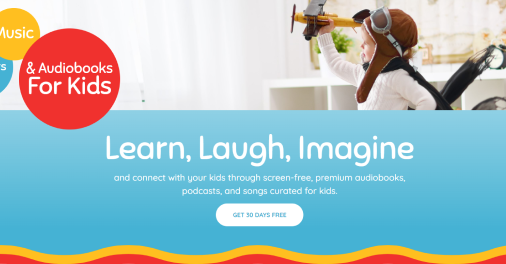 Music
& Audiobooks
For Kids
Learn, Laugh, Imagine
and connect with your kids through screen-free, premium audiobooks,
podcasts, and songs curated for kids.
GET 30 DAYS FREE